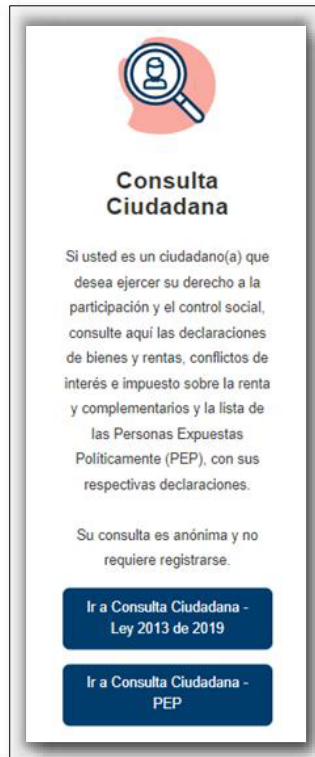 Consulta
Ciudadana
Si usted es un ciudadano(a) que
desea ejercer su derecho a la
participación y el control social,
consulte aquí las declaraciones
de bienes y rentas, conflictos de
interés e impuesto sobre la renta
y complementarios y la lista de
las Personas Expuestas
Políticamente (PEP), con sus
respectivas declaraciones.
Su consulta es anónima y no
requiere registrarse.
Ir a Consulta Ciudadana -
Ley 2013 de 2019
Ir a Consulta Ciudadana -
PEP